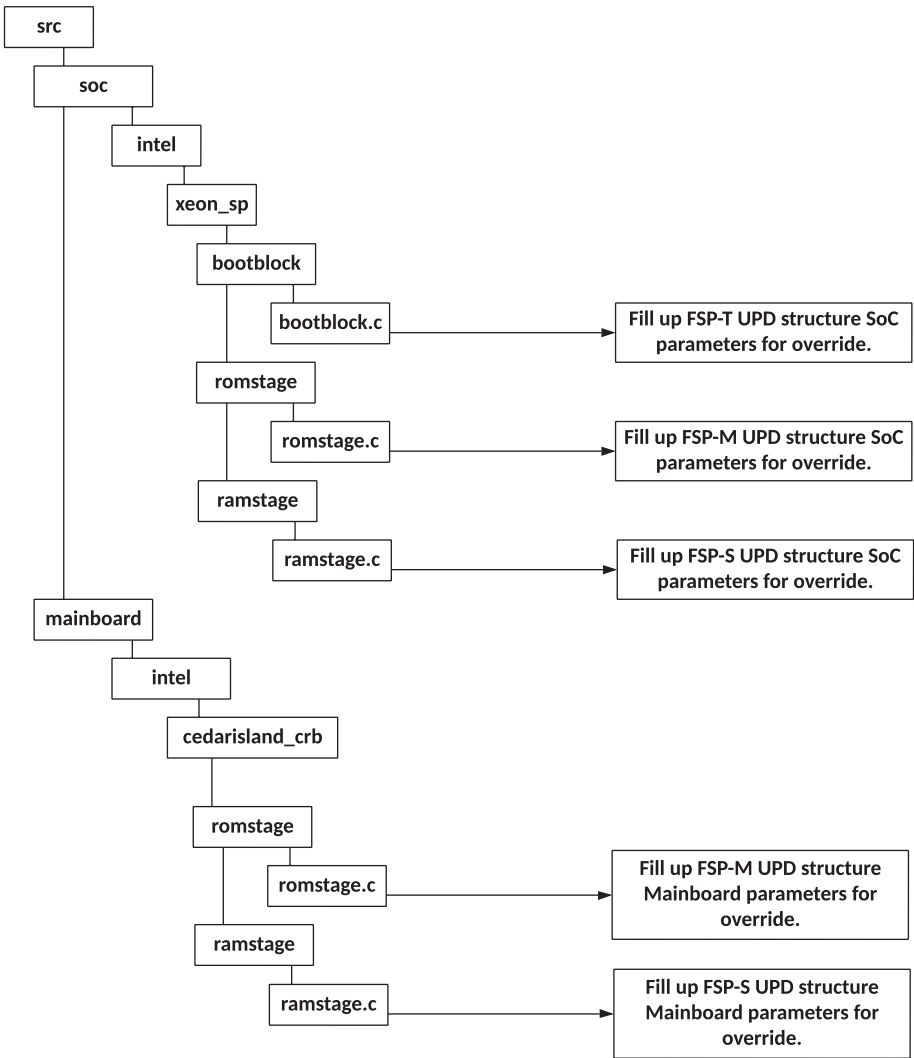 src
soc
intel
xeon_sp
bootblock
bootblock.c
Fill up FSP-T UPD structure SoC
parameters for override.
romstage
romstage.c
Fill up FSP-M UPD structure SoC
parameters for override.
ramstage
ramstage.c
Fill up FSP-S UPD structure SoC
parameters for override.
mainboard
intel
cedarisland_crb
romstage
romstage.c
Fill up FSP-M UPD structure
Mainboard parameters for
override.
ramstage
ramstage.c
Fill up FSP-S UPD structure
Mainboard parameters for
override.